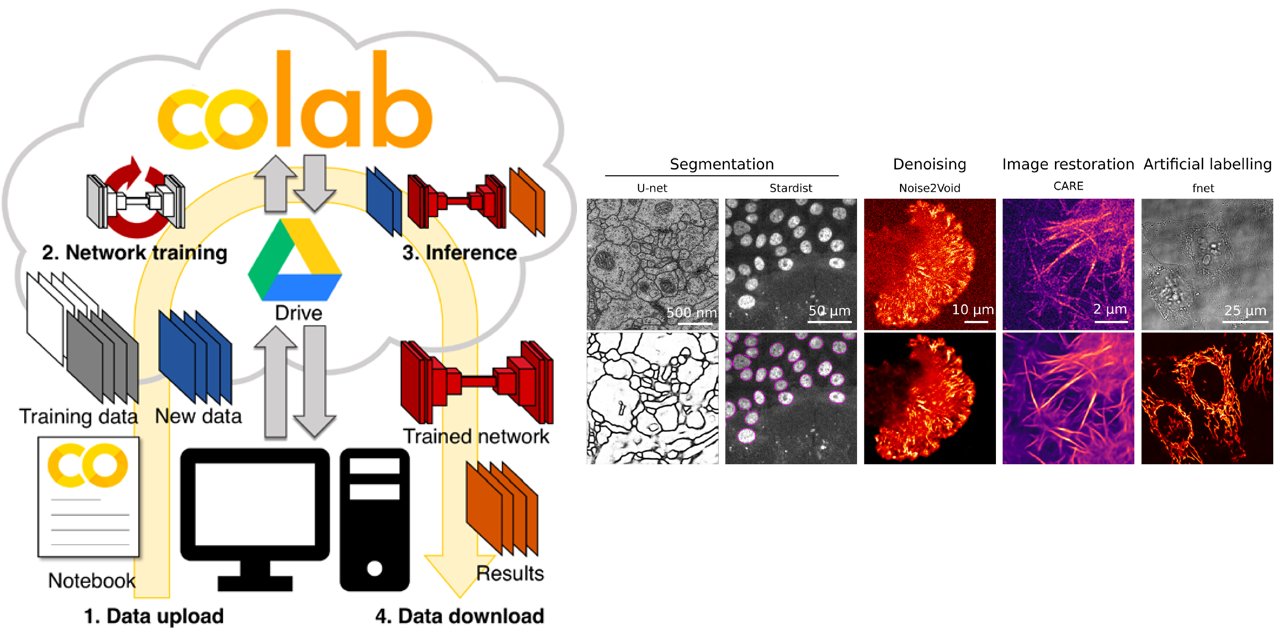 colab
2. Network training
3. Inference
Drive
Training data
New data
Trained network
CO
Notebook
Results
1. Data upload
4. Data download
Segmentation
Denoising
Image restoration
Artificial labelling
U-net
Stardist
Noise2Void
CARE
fnet
500 nm
50 µm
10 µm
2 µm
25 µm